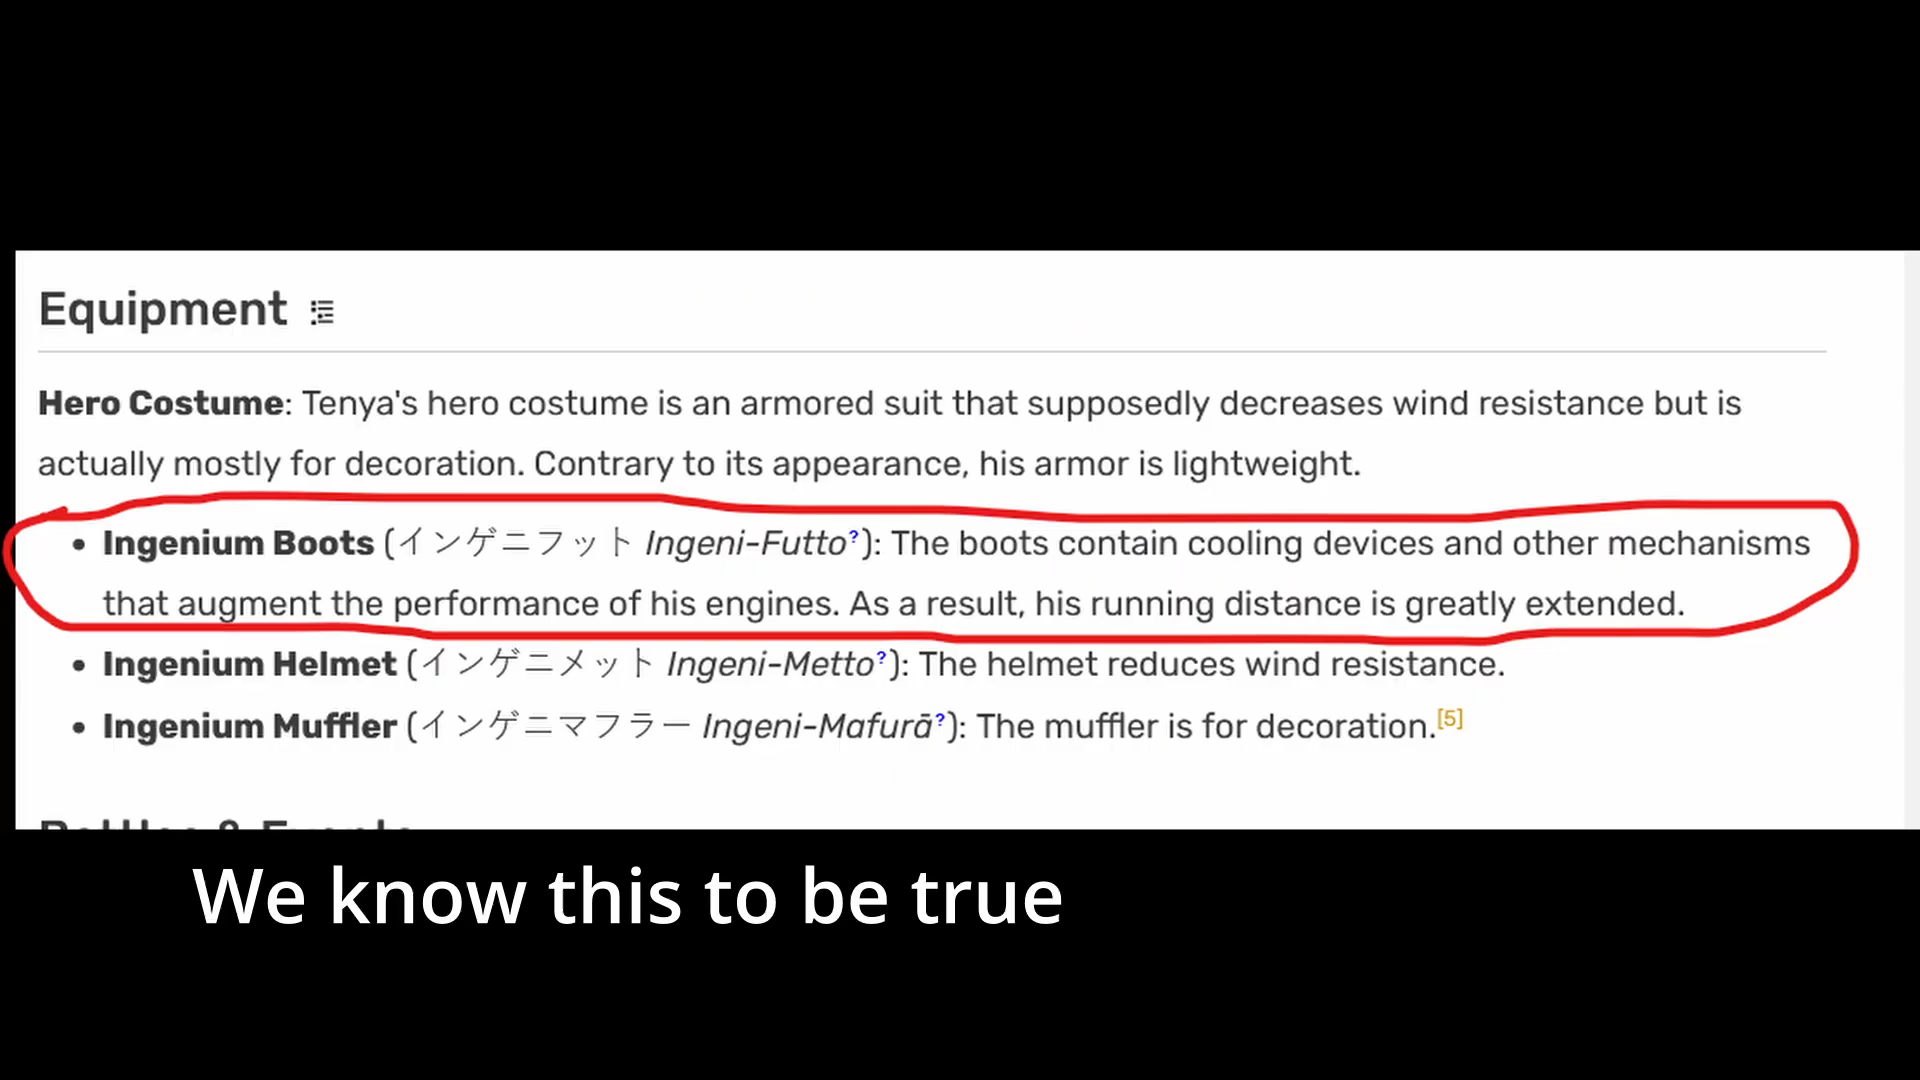 Equipment
Hero Costume: Tenya's hero costume is an armored suit that supposedly decreases wind resistance but is
actually mostly for decoration. Contrary to its appearance, his armor is lightweight.
• Ingenium Boots (インゲニフット Ingeni-Futto?): The boots contain cooling devices and other mechanisms
that augment the performance of his engines. As a result, his running distance is greatly extended.
• Ingenium Helmet (インゲニメット Ingeni-Metto?): The helmet reduces wind resistance.
• Ingenium Muffler (インゲニマフラー Ingeni-Mafurā?): The muffler is for decoration.[5]
We know this to be true